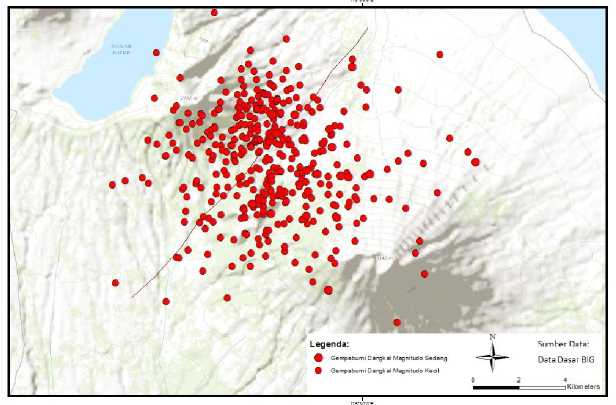 Legenda:
Gempabumi Dangkal Magnitudo Sedang
Gempabumi Dangkal Magnitudo Kecil
N
Sumber Data:
Data Dasar BIG
0 2 4
Kilometers